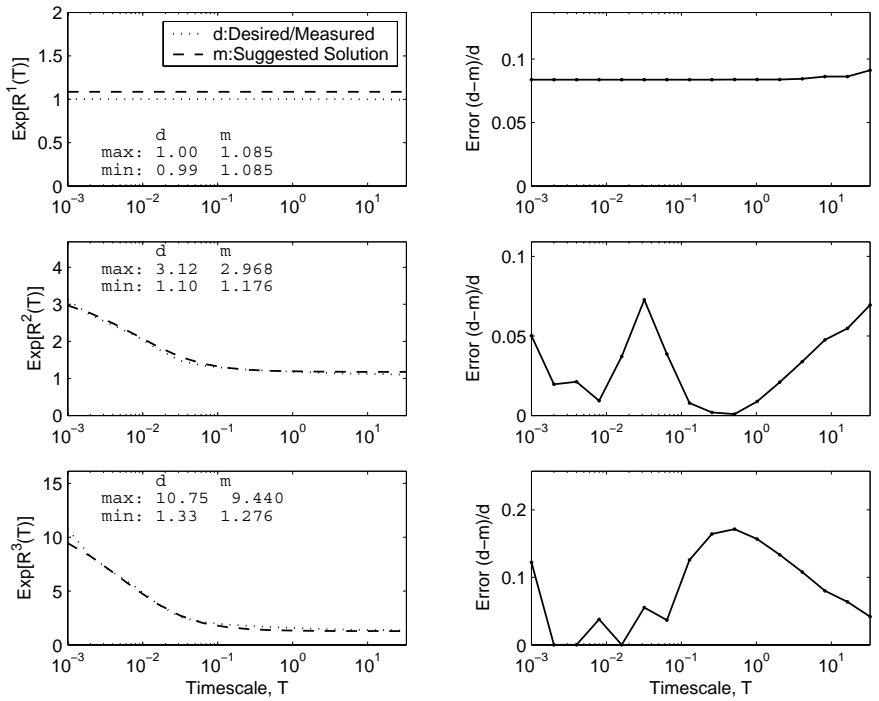 2
1.5
1
0.5
0
Exp[R^1(T)]
d:Desired/Measured
m:Suggested Solution
d m
max: 1.00 1.085
min: 0.99 1.085
10^−3 10^−2 10^−1 10^0 10^1
0.1
0.05
0
Error (d−m)/d
10^−3 10^−2 10^−1 10^0 10^1
4
3
2
1
0
Exp[R^2(T)]
d m
max: 3.12 2.968
min: 1.10 1.176
10^−3 10^−2 10^−1 10^0 10^1
0.1
0.05
0
Error (d−m)/d
10^−3 10^−2 10^−1 10^0 10^1
15
10
5
0
Exp[R^3(T)]
d m
max: 10.75 9.440
min: 1.33 1.276
10^−3 10^−2 10^−1 10^0 10^1
Timescale, T
0.2
0.1
0
Error (d−m)/d
10^−3 10^−2 10^−1 10^0 10^1
Timescale, T